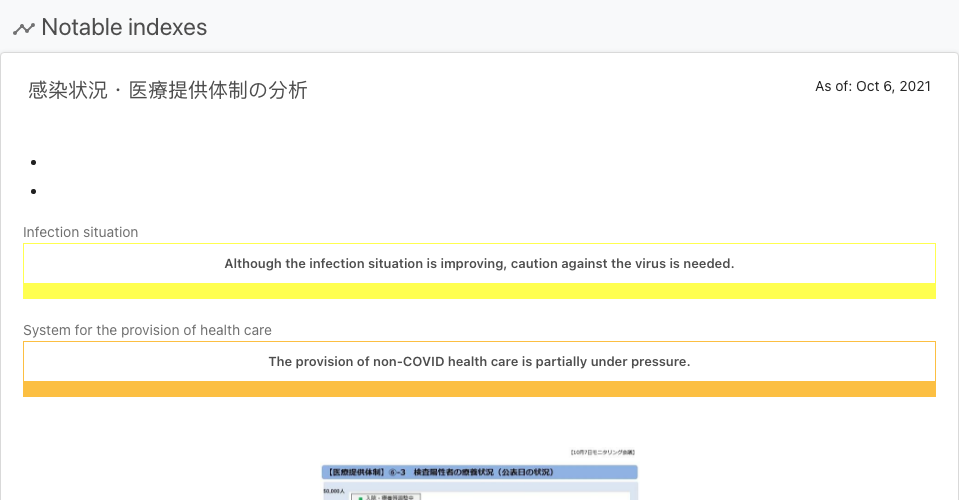 Notable indexes
感染状況・医療提供体制の分析
As of: Oct 6, 2021
Infection situation
Although the infection situation is improving, caution against the virus is needed.
System for the provision of health care
The provision of non-COVID health care is partially under pressure.
【10月7日モニタリング会議】
【医療提供体制】⑥-3 検査陽性者の療養状況（公表日の状況）
50,000人
入院・療養等調整中